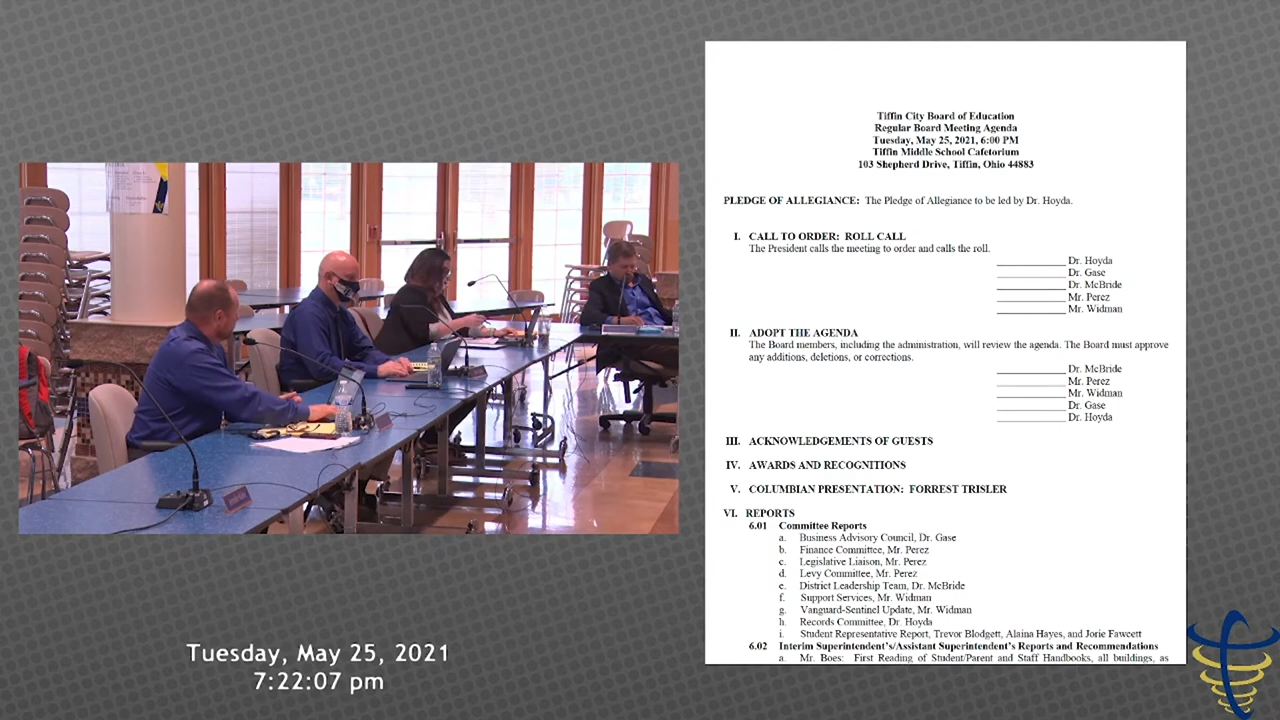 Tiffin City Board of Education
Regular Board Meeting Agenda
Tuesday, May 25, 2021, 6:00 PM
Tiffin Middle School Cafetorium
103 Shepherd Drive, Tiffin, Ohio 44883
PLEDGE OF ALLEGIANCE: The Pledge of Allegiance to be led by Dr. Hoyda.
I. CALL TO ORDER: ROLL CALL
The President calls the meeting to order and calls the roll.
____________ Dr. Hoyda
____________ Dr. Gase
____________ Dr. McBride
____________ Mr. Perez
____________ Mr. Widman
II. ADOPT THE AGENDA
The Board members, including the administration, will review the agenda. The Board must approve
any additions, deletions, or corrections.
____________ Dr. McBride
____________ Mr. Perez
____________ Mr. Widman
____________ Dr. Gase
____________ Dr. Hoyda
III. ACKNOWLEDGEMENTS OF GUESTS
IV. AWARDS AND RECOGNITIONS
V. COLUMBIAN PRESENTATION: FORREST TRISLER
VI. REPORTS
6.01 Committee Reports
a. Business Advisory Council, Dr. Gase
b. Finance Committee, Mr. Perez
c. Legislative Liaison, Mr. Perez
d. Levy Committee, Mr. Perez
e. District Leadership Team, Dr. McBride
f. Support Services, Mr. Widman
g. Vanguard-Sentinel Update, Mr. Widman
h. Records Committee, Dr. Hoyda
i. Student Representative Report, Trevor Blodgett, Alaina Hayes, and Jorie Fawcett
6.02 Interim Superintendent's/Assistant Superintendent's Reports and Recommendations
a. Mr. Boes: First Reading of Student/Parent and Staff Handbooks, all buildings, as
Tuesday, May 25, 2021
7:22:07 pm